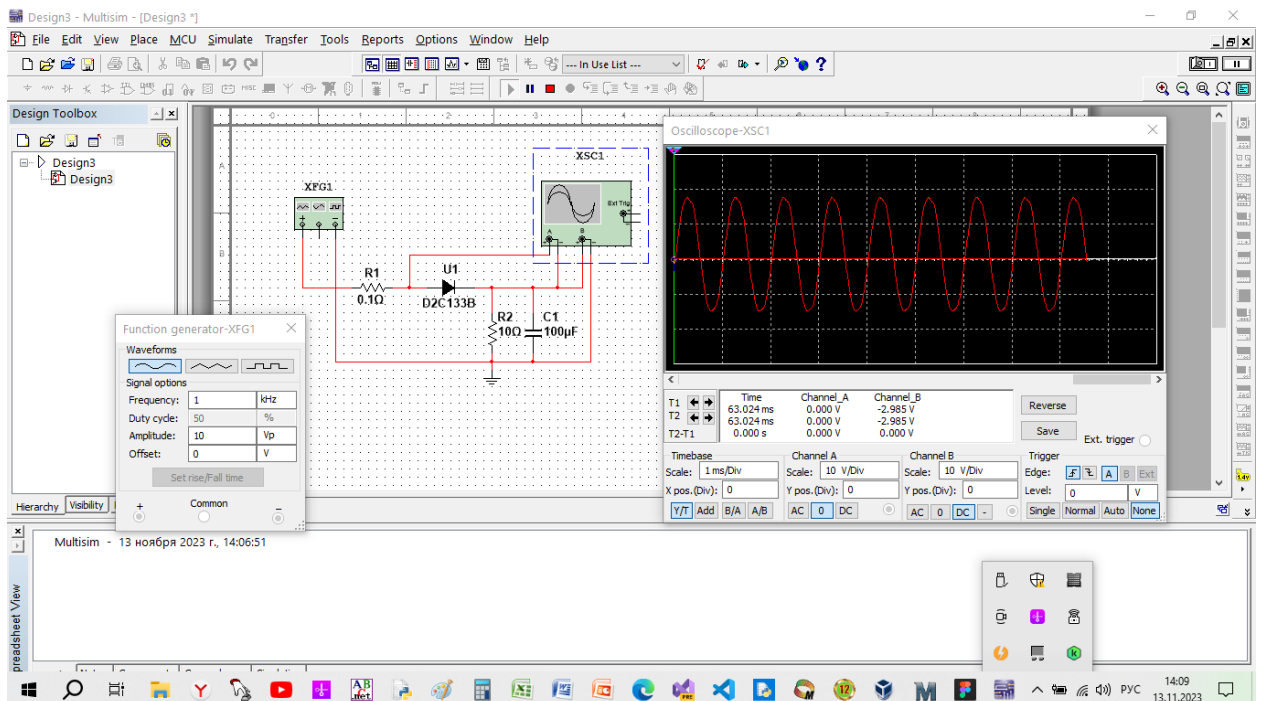 Design3 - Multisim - [Design3 *]
File Edit View Place MCU Simulate Transfer Tools Reports Options Window Help
--- In Use List ---
Design Toolbox
Design3
Design3
Hierarchy Visibility
0 1 2 3 4
A
B
XFG1
XSC1
Ext Trig
A B
R1
0.1Ω
U1
D2C133B
R2
10Ω
C1
100µF
Function generator-XFG1
Waveforms
Signal options
Frequency: 1 kHz
Duty cycle: 50 %
Amplitude: 10 Vp
Offset: 0 V
Set rise/Fall time
+ Common -
Oscilloscope-XSC1
Time Channel_A Channel_B
T1 63.024 ms 0.000 V -2.985 V
T2 63.024 ms 0.000 V -2.985 V
T2-T1 0.000 s 0.000 V 0.000 V
Reverse
Save
Ext. trigger
Timebase
Scale: 1 ms/Div
X pos.(Div): 0
Y/T Add B/A A/B
Channel A
Scale: 10 V/Div
Y pos.(Div): 0
AC 0 DC
Channel B
Scale: 10 V/Div
Y pos.(Div): 0
AC 0 DC -
Trigger
Edge: A B Ext
Level: 0 V
Single Normal Auto None
Multisim - 13 ноября 2023 г., 14:06:51
preadsheet View
РУС
14:09
13.11.2023